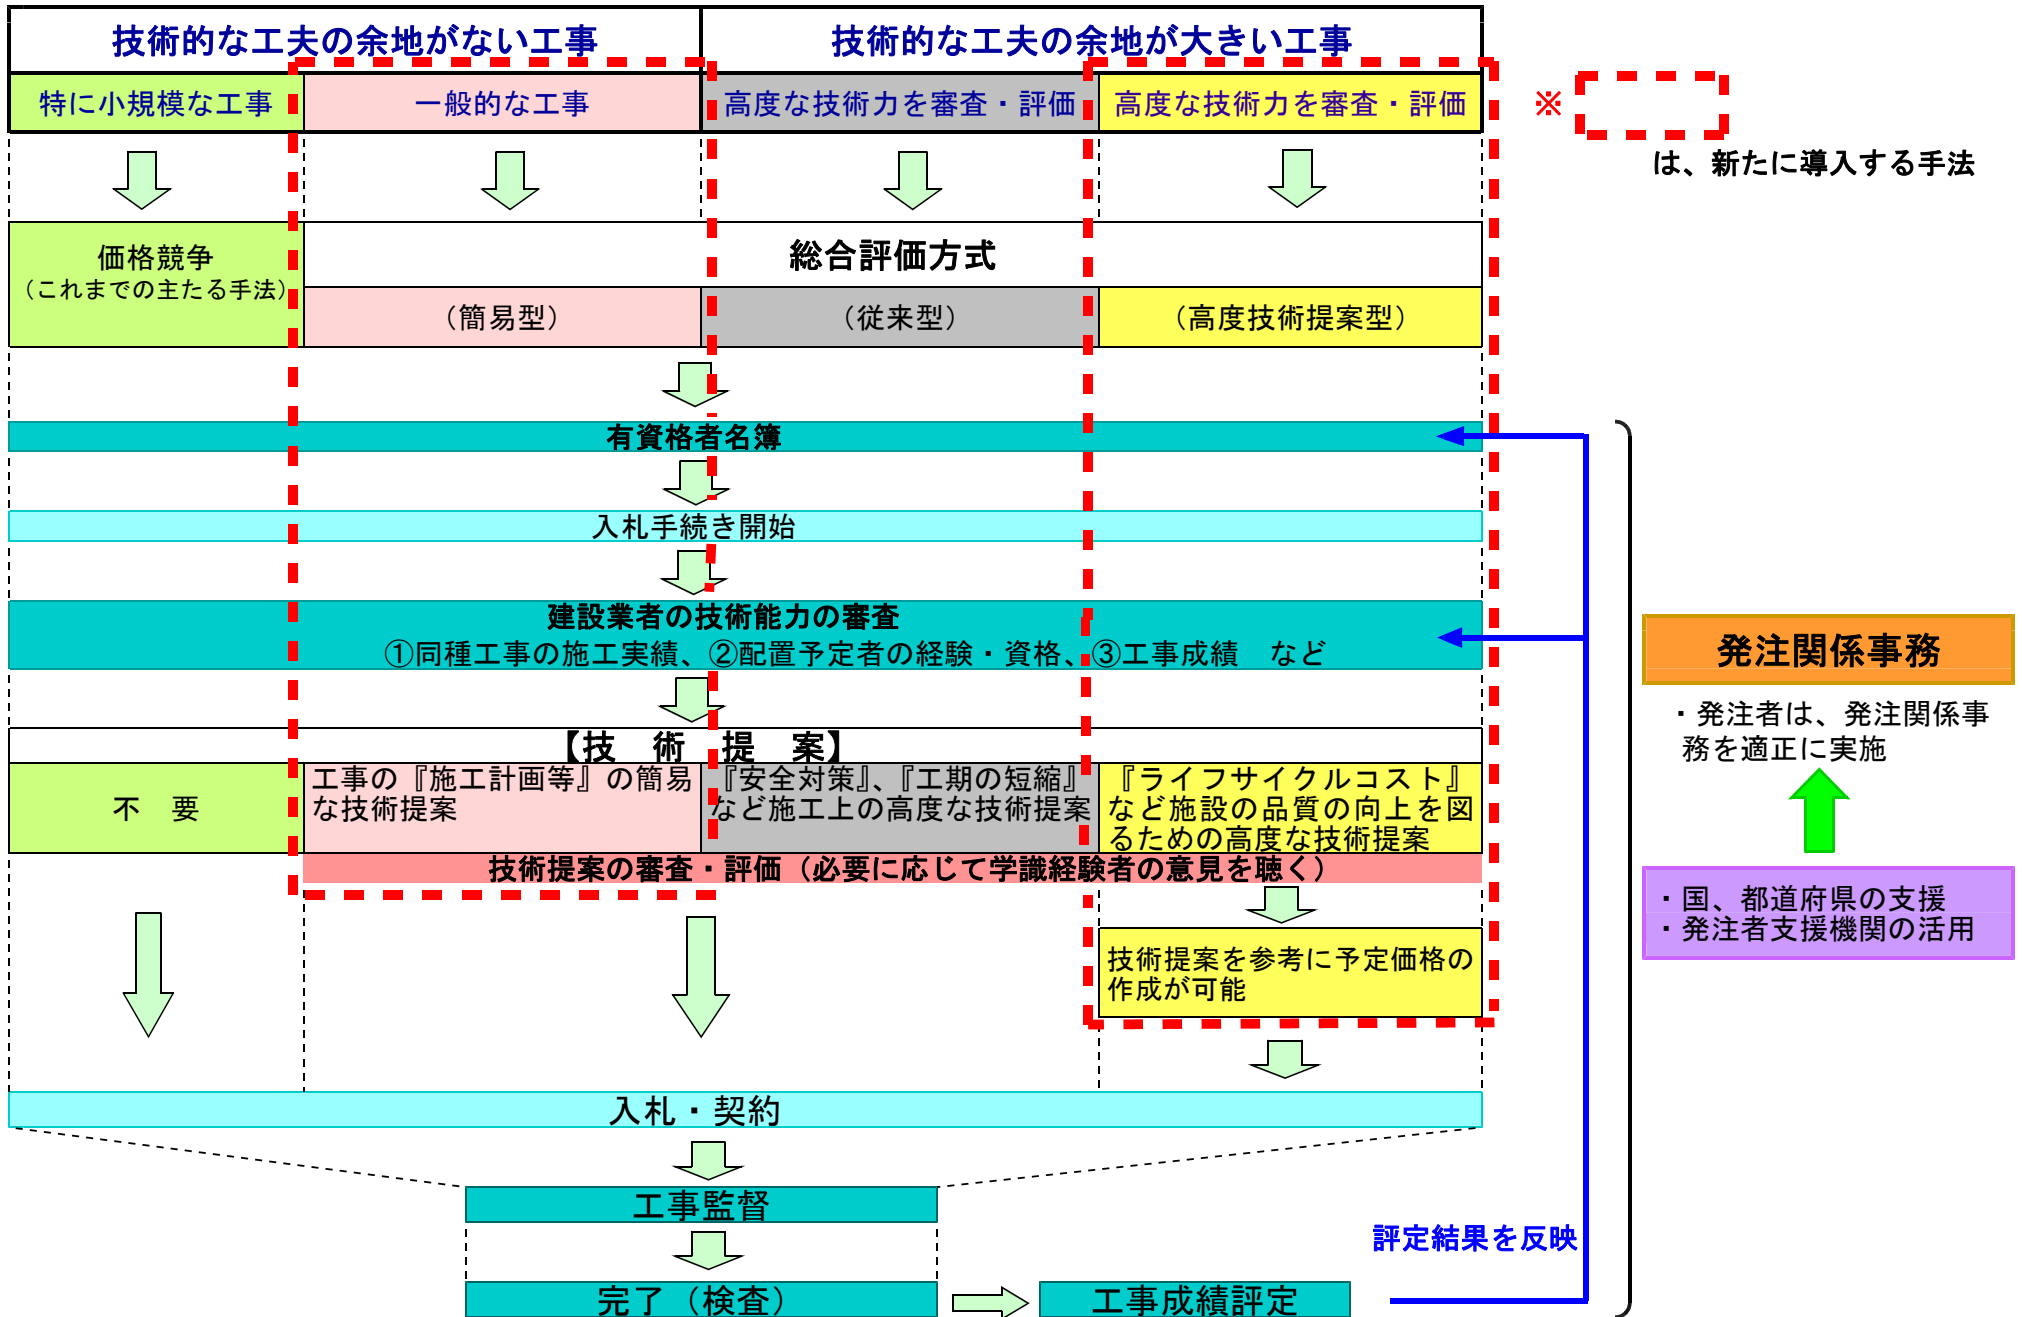 技術的な工夫の余地がない工事
技術的な工夫の余地が大きい工事
特に小規模な工事
一般的な工事
高度な技術力を審査・評価
高度な技術力を審査・評価
※
は、新たに導入する手法
価格競争
（これまでの主たる手法）
総合評価方式
（簡易型）
（従来型）
（高度技術提案型）
有資格者名簿
入札手続き開始
建設業者の技術能力の審査
①同種工事の施工実績、②配置予定者の経験・資格、③工事成績　など
【技　術　提　案】
不　要
工事の『施工計画等』の簡易
な技術提案
『安全対策』、『工期の短縮』
など施工上の高度な技術提案
『ライフサイクルコスト』
など施設の品質の向上を図
るための高度な技術提案
技術提案の審査・評価（必要に応じて学識経験者の意見を聴く）
技術提案を参考に予定価格の
作成が可能
入札・契約
工事監督
完了（検査）
工事成績評定
評定結果を反映
発注関係事務
・発注者は、発注関係事
務を適正に実施
・国、都道府県の支援
・発注者支援機関の活用